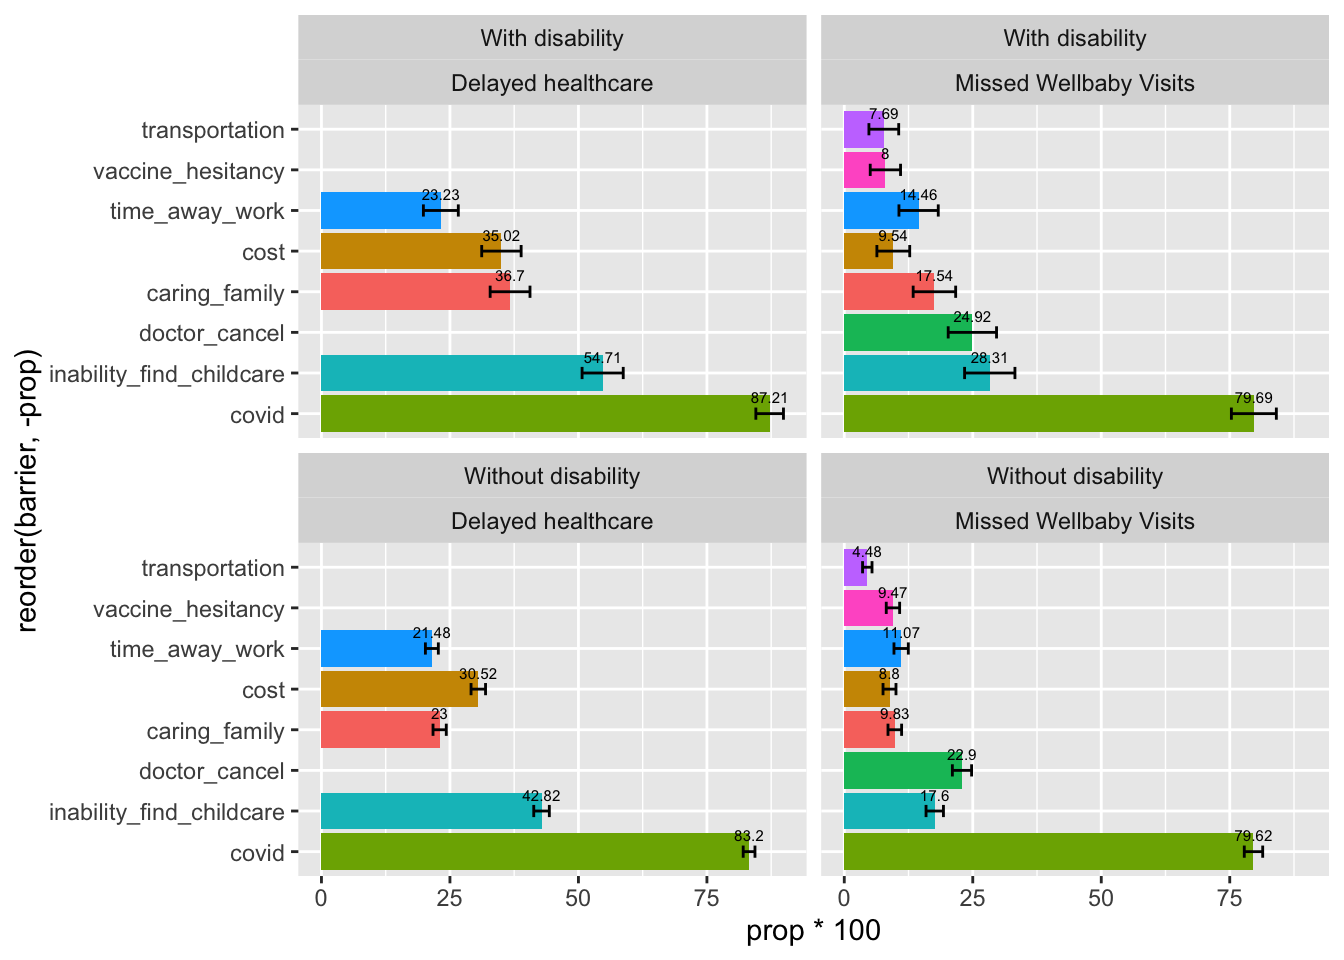 With disability
Delayed healthcare
With disability
Missed Wellbaby Visits
transportation
vaccine_hesitancy
time_away_work
cost
caring_family
doctor_cancel
inability_find_childcare
covid
23.23
35.02
36.7
54.71
87.21
7.69
8
14.46
9.54
17.54
24.92
28.31
79.69
Without disability
Delayed healthcare
Without disability
Missed Wellbaby Visits
transportation
vaccine_hesitancy
time_away_work
cost
caring_family
doctor_cancel
inability_find_childcare
covid
21.48
30.52
23
42.82
83.2
4.48
9.47
11.07
8.8
9.83
22.9
17.6
79.62
0 25 50 75
0 25 50 75
prop * 100
reorder(barrier, -prop)